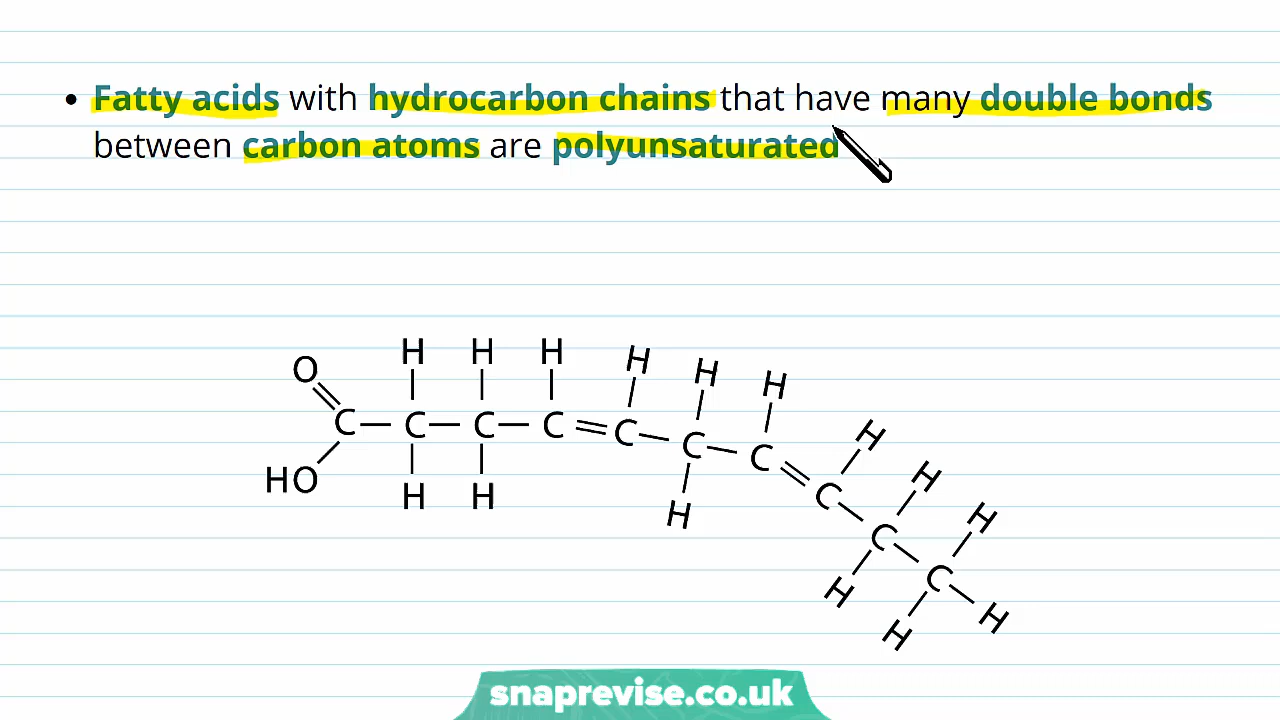 • Fatty acids with hydrocarbon chains that have many double bonds
between carbon atoms are polyunsaturated
H H H H H H
O
C C C C C C C C C C
HO
H H H H H H H H
snaprevise.co.uk